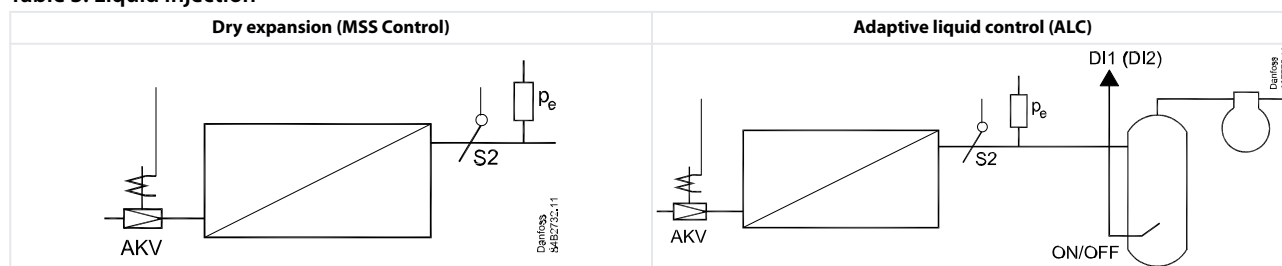 Table 3: Liquid injection
Dry expansion (MSS Control)
Adaptive liquid control (ALC)
pe
S2
AKV
Danfoss
84B2732.11
DI1 (DI2)
Danfoss
pe
S2
AKV
ON/OFF